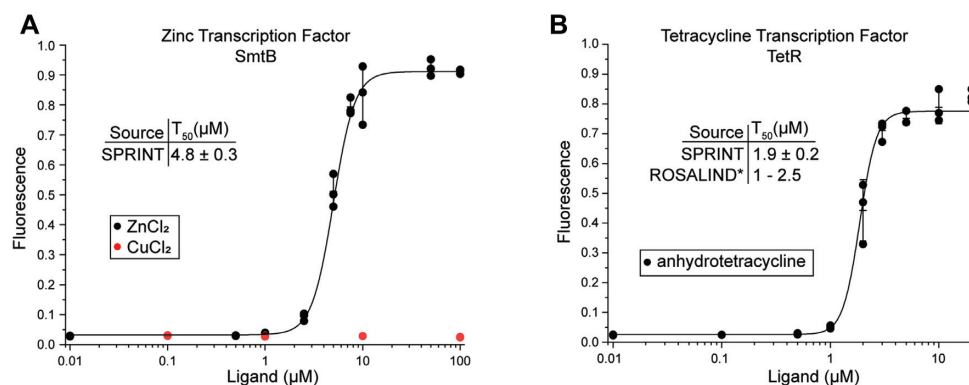 A
Zinc Transcription Factor
SmtB
1.0
0.9
0.8
0.7
0.6
0.5
0.4
0.3
0.2
0.1
0.0
Fluorescence
Source T₅₀(µM)
SPRINT 4.8 ± 0.3
ZnCl₂
CuCl₂
0.01 0.1 1 10 100
Ligand (µM)
B
Tetracycline Transcription Factor
TetR
1.0
0.9
0.8
0.7
0.6
0.5
0.4
0.3
0.2
0.1
0.0
Fluorescence
Source T₅₀(µM)
SPRINT 1.9 ± 0.2
ROSALIND* 1 - 2.5
anhydrotetracycline
0.01 0.1 1 10
Ligand (µM)